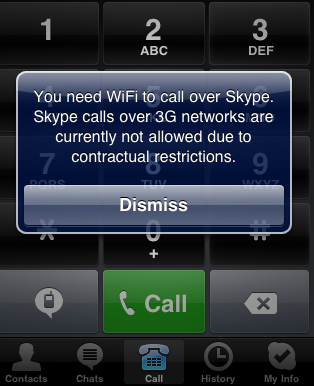 1 2 3
ABC DEF
You need WiFi to call over Skype.
Skype calls over 3G networks are
currently not allowed due to
contractual restrictions.
7 8 9
PQRS TUV WXYZ
Dismiss
* 0 #
+
Call
Contacts Chats Call History My Info